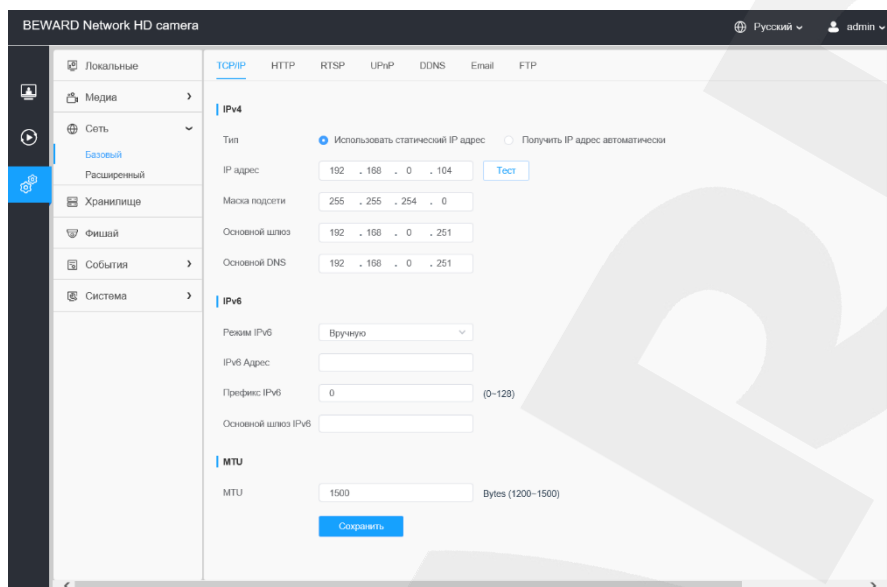 BEWARD Network HD camera
Русский
admin
Локальные
Медиа
Сеть
Базовый
Расширенный
Хранилище
Фишай
События
Система
TCP/IP HTTP RTSP UPnP DDNS Email FTP
IPv4
Тип Использовать статический IP адрес Получить IP адрес автоматически
IP адрес 192 . 168 . 0 . 104 Тест
Маска подсети 255 . 255 . 254 . 0
Основной шлюз 192 . 168 . 0 . 251
Основной DNS 192 . 168 . 0 . 251
IPv6
Режим IPv6 Вручную
IPv6 Адрес
Префикс IPv6 0 (0~128)
Основной шлюз IPv6
MTU
MTU 1500 Bytes (1200~1500)
Сохранить